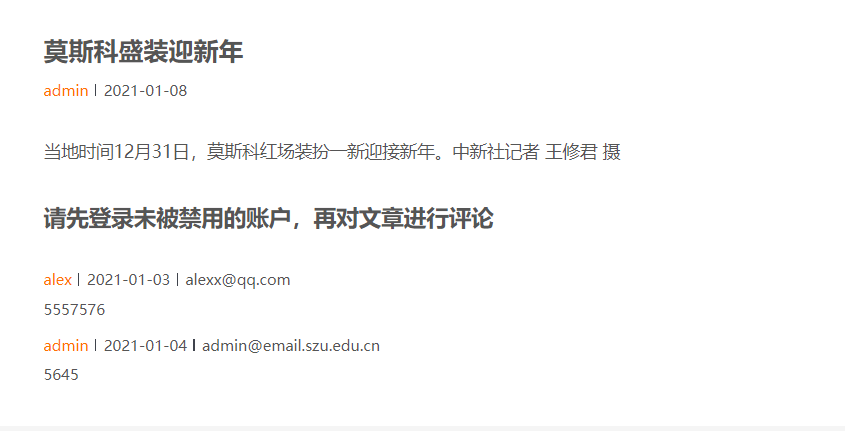 莫斯科盛装迎新年
admin | 2021-01-08
当地时间12月31日，莫斯科红场装扮一新迎接新年。中新社记者 王修君 摄
请先登录未被禁用的账户，再对文章进行评论
alex | 2021-01-03 | alexx@qq.com
5557576
admin | 2021-01-04 | admin@email.szu.edu.cn
5645